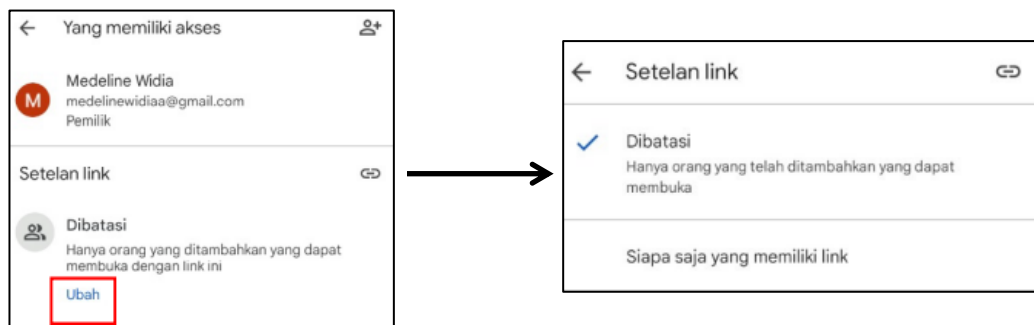 Yang memiliki akses
M
Medeline Widia
medelinewidiaa@gmail.com
Pemilik
Setelan link
Dibatasi
Hanya orang yang ditambahkan yang dapat
membuka dengan link ini
Ubah
Setelan link
Dibatasi
Hanya orang yang telah ditambahkan yang dapat
membuka
Siapa saja yang memiliki link